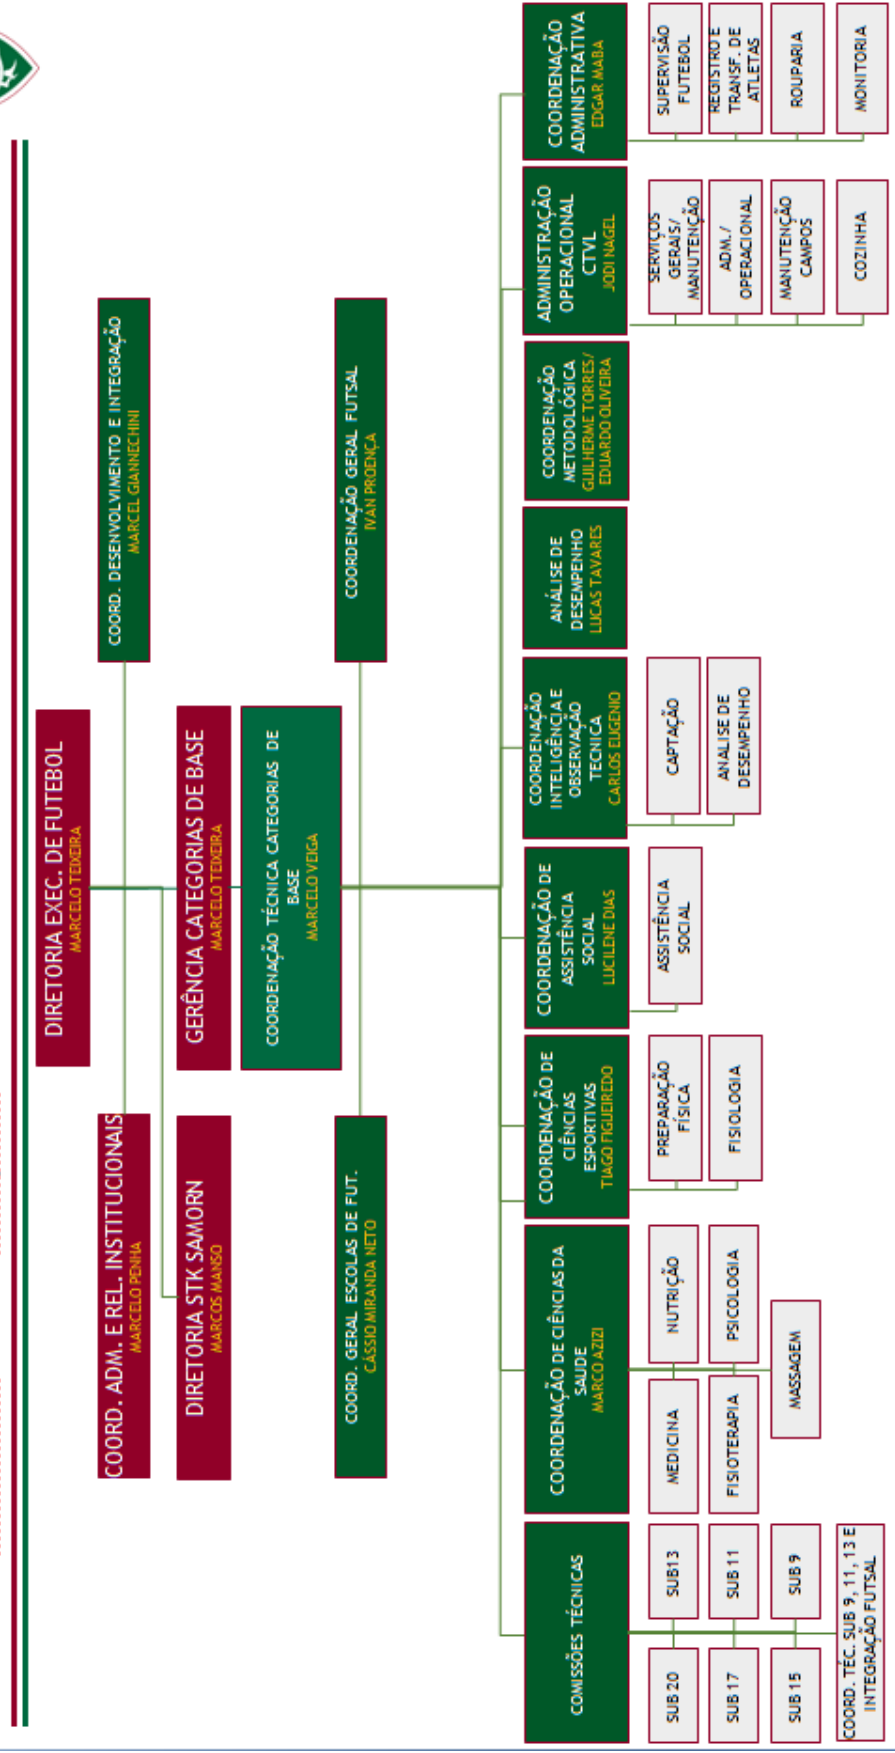 DIRETORIA EXEC. DE FUTEBOL
MARCELO TEIXEIRA
COORD. ADM. E REL. INSTITUCIONAIS
MARCELO PENHA
COORD. DESENVOLVIMENTO E INTEGRAÇÃO
MARCEL GIANNECHINI
DIRETORIA STK SAMORN
MARCOS MANSO
GERÊNCIA CATEGORIAS DE BASE
MARCELO TEIXEIRA
COORDENAÇÃO TÉCNICA CATEGORIAS DE
BASE
MARCELO VEIGA
COORD. GERAL ESCOLAS DE FUT.
CÁSSIO MIRANDA NETO
COORDENAÇÃO GERAL FUTSAL
IVAN PROENÇA
COMISSÕES TÉCNICAS
SUB 20
SUB13
SUB 17
SUB 11
SUB 15
SUB 9
COORD. TÉC. SUB 9, 11, 13 E
INTEGRAÇÃO FUTSAL
COORDENAÇÃO DE CIÊNCIAS DA
SAUDE
MARCO AZIZI
MEDICINA
NUTRIÇÃO
FISIOTERAPIA
PSICOLOGIA
MASSAGEM
COORDENAÇÃO DE
CIÊNCIAS
ESPORTIVAS
TIAGO FIGUEIREDO
PREPARAÇÃO
FÍSICA
FISIOLOGIA
COORDENAÇÃO DE
ASSISTÊNCIA
SOCIAL
LUCILENE DIAS
ASSISTÊNCIA
SOCIAL
COORDENAÇÃO
INTELIGÊNCIA E
OBSERVAÇÃO
TECNICA
CARLOS EUGENIO
CAPTAÇÃO
ANALISE DE
DESEMPENHO
ANÁLISE DE
DESEMPENHO
LUCAS TAVARES
COORDENAÇÃO
METODOLÓGICA
GUILHERME TORRES/
EDUARDO OLIVEIRA
ADMINISTRAÇÃO
OPERACIONAL
CTVL
JODI NAGEL
SERVIÇOS
GERAIS/
MANUTENÇÃO
ADM./
OPERACIONAL
MANUTENÇÃO
CAMPOS
COZINHA
COORDENAÇÃO
ADMINISTRATIVA
EDGAR MABA
SUPERVISÃO
FUTEBOL
REGISTRO E
TRANSF. DE
ATLETAS
ROUPARIA
MONITORIA